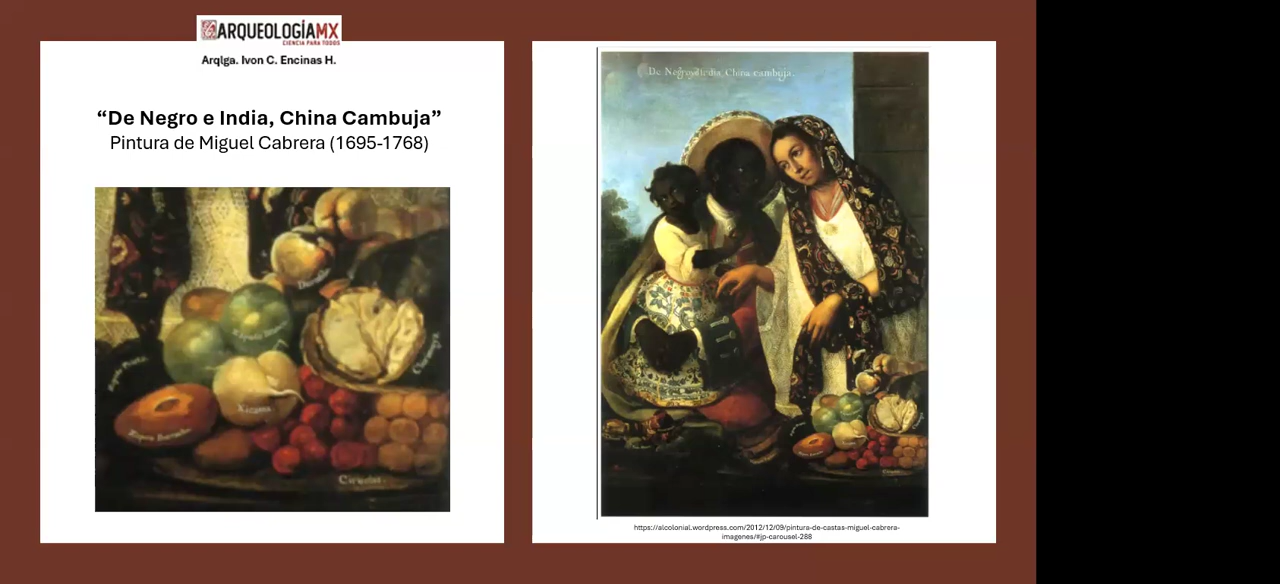 ARQUEOLOGÍAMX
CIENCIA PARA TODOS
Arqlga. Ivon C. Encinas H.
“De Negro e India, China Cambuja”
Pintura de Miguel Cabrera (1695-1768)
Xicama
Ciruelas
De Negro e India, China cambuja.
https://alcolonial.wordpress.com/2012/12/09/pintura-de-castas-miguel-cabrera-
imagenes/#jp-carousel-288